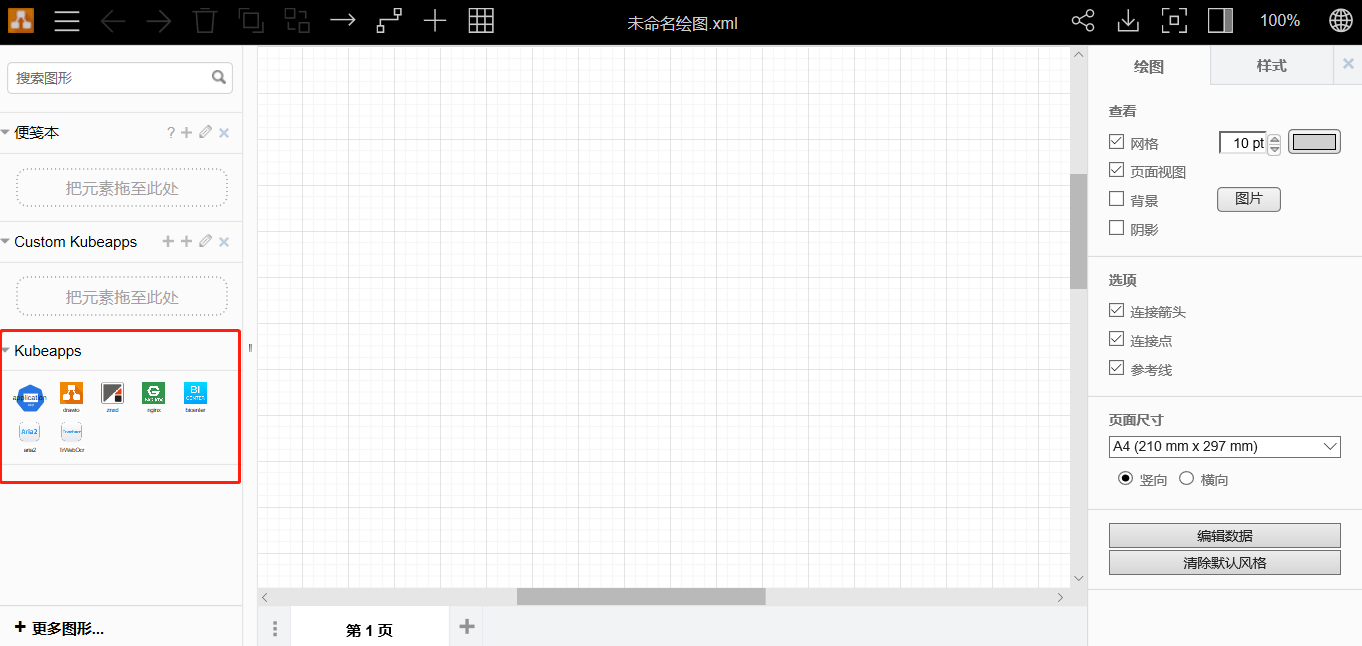 未命名绘图.xml
100%
搜索图形
便笺本
?
把元素拖至此处
Custom Kubeapps
把元素拖至此处
Kubeapps
application
drawio
znsd
NGINX
nginx
BI
CENTER
bicenter
Aria2
aria2
TrWebOcr
更多图形...
第 1 页
绘图
样式
查看
网格
10 pt
页面视图
背景
图片
阴影
选项
连接箭头
连接点
参考线
页面尺寸
A4 (210 mm x 297 mm)
竖向
横向
编辑数据
清除默认风格